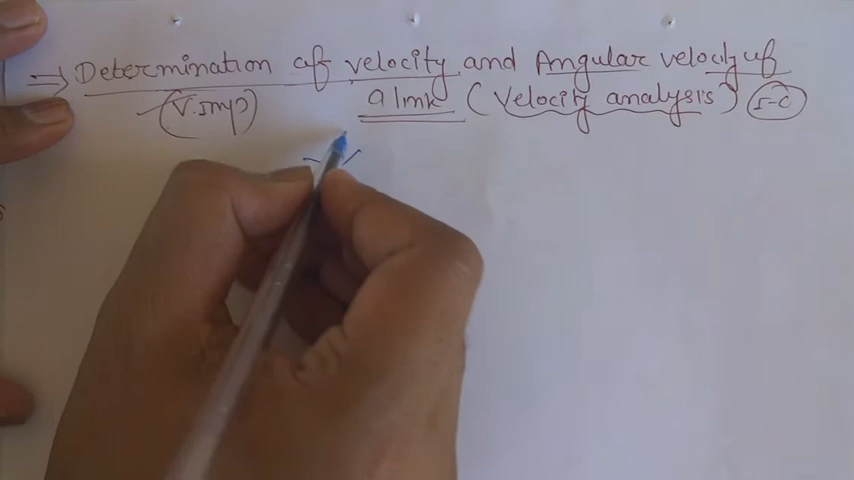 ⇒ Determination of velocity and Angular velocity of
(V.Imp) a link (Velocity analysis)